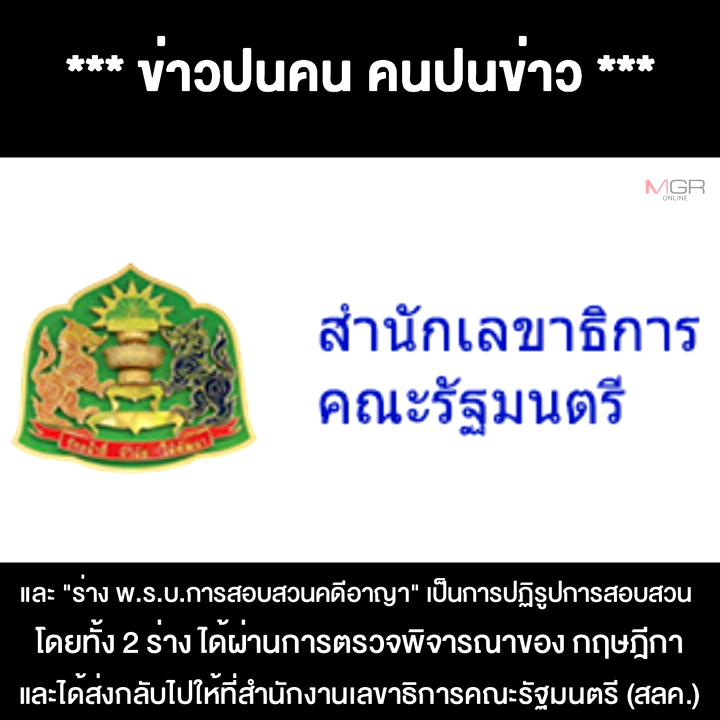 *** ข่าวปนคน คนปนข่าว ***
MGR
ONLINE
สำนักเลขาธิการ
คณะรัฐมนตรี
และ "ร่าง พ.ร.บ.การสอบสวนคดีอาญา" เป็นการปฏิรูปการสอบสวน
โดยทั้ง 2 ร่าง ได้ผ่านการตรวจพิจารณาของ กฤษฎีกา
และได้ส่งกลับไปให้ที่สำนักงานเลขาธิการคณะรัฐมนตรี (สลค.)